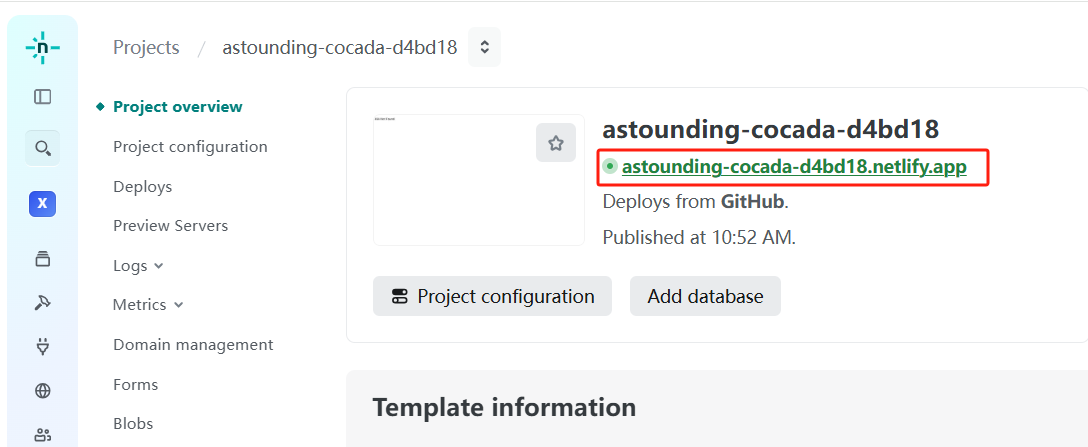 n
Projects / astounding-cocada-d4bd18
Project overview
Project configuration
Deploys
Preview Servers
Logs
Metrics
Domain management
Forms
Blobs
X
astounding-cocada-d4bd18
astounding-cocada-d4bd18.netlify.app
Deploys from GitHub.
Published at 10:52 AM.
Project configuration
Add database
Template information